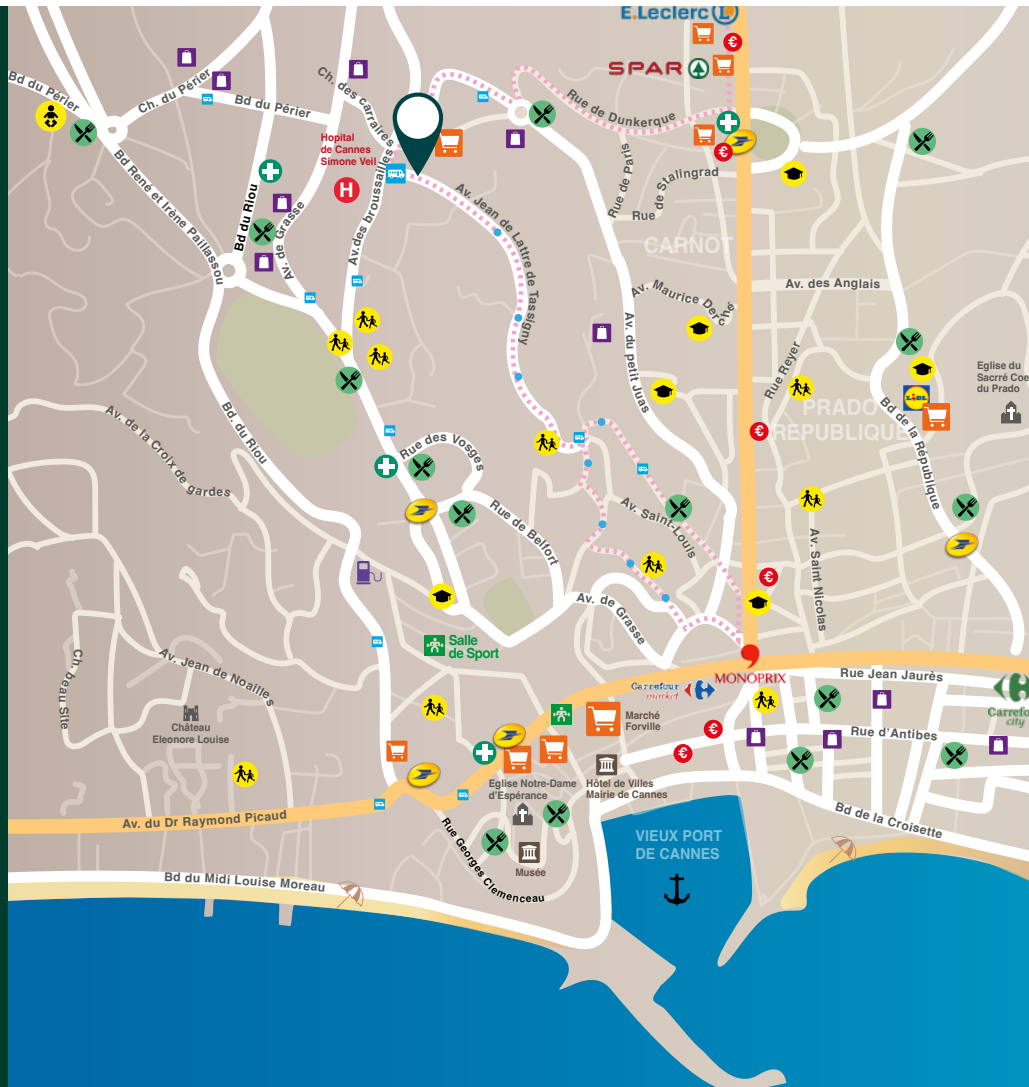 E.Leclerc L
SPAR
€
Bd du Périer
Ch. du Périer
Bd du Périer
Ch. des carraires
Rue de Dunkerque
€
Hopital
de Cannes
Simone Veil
H
Bd René et Irène Paillassou
Bd du Riou
Av. de Grasse
Av.des broussailles
Av. Jean de Lattre de Tassigny
Rue de Paris
Rue de Stalingrad
CARNOT
Av. des Anglais
Av. Maurice Derché
Av. du petit Juas
Rue Reyer
Eglise du
Sacrré Coe
du Prado
LIDL
PRADO
REPUBLIQUE
€
Bd de la République
Av. de la Croix de gardes
Bd. du Riou
Rue des Vosges
Rue de Belfort
Av. Saint-Louis
Av. Saint Nicolas
€
Av. de Grasse
Salle
de Sport
Ch. beau Site
Av. Jean de Noailles
MONOPRIX
Rue Jean Jaurès
Carrefour
market
Carrefou
city
Château
Eleonore Louise
Marché
Forville
€
Rue d'Antibes
€
Eglise Notre-Dame
d'Espérance
Hôtel de Villes
Mairie de Cannes
Av. du Dr Raymond Picaud
Rue Georges Clemenceau
Musée
VIEUX PORT
DE CANNES
Bd de la Croisette
Bd du Midi Louise Moreau